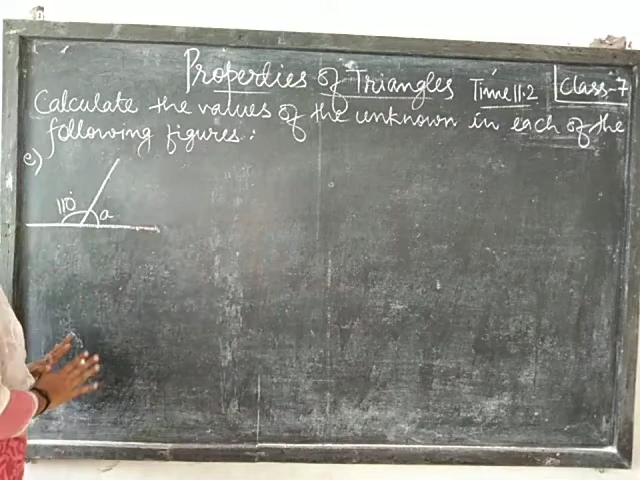 Properties of Triangles Time 11.2 Class-7
Calculate the values of the unknown in each of the
following figures:
e)
110° a